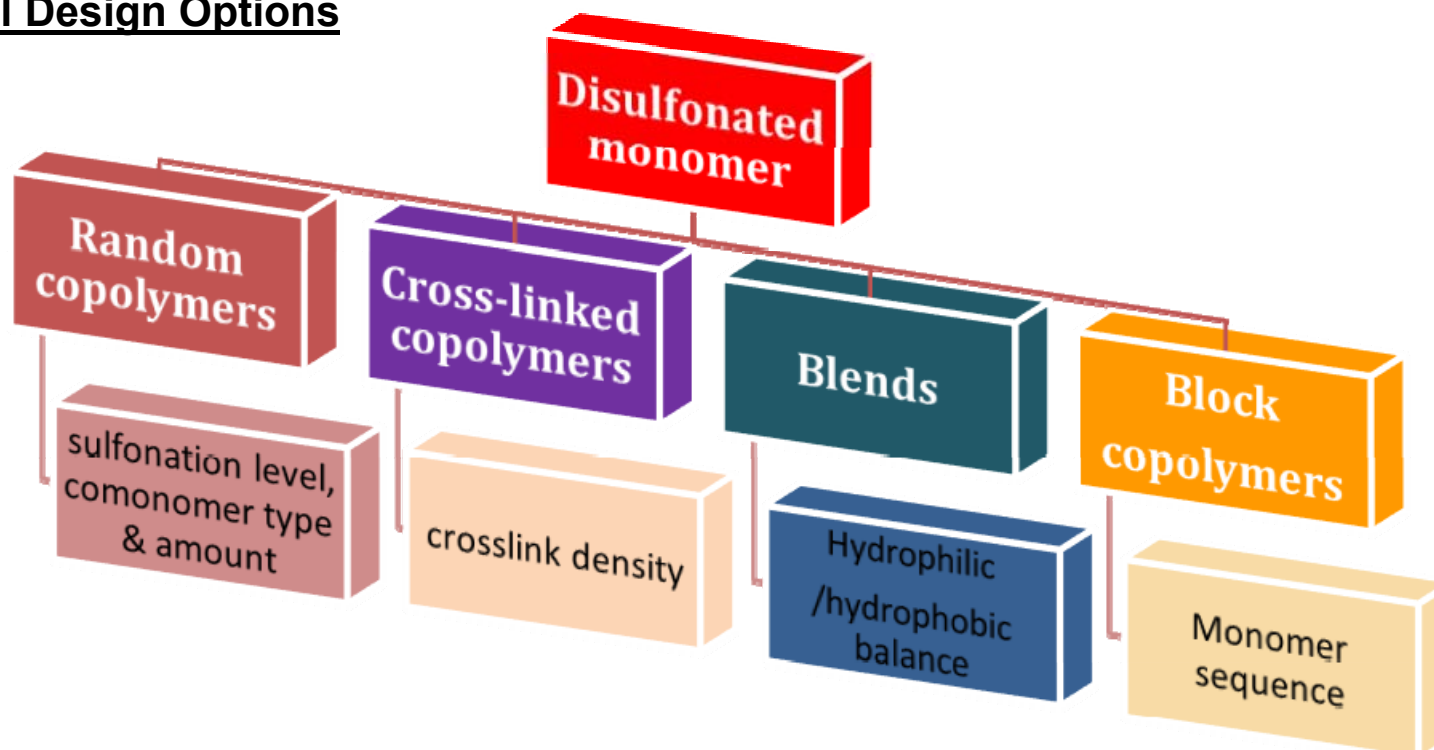 l Design Options
Disulfonated
monomer
Random
copolymers
Cross-linked
copolymers
Blends
Block
copolymers
sulfonation level,
comonomer type
& amount
crosslink density
Hydrophilic
/hydrophobic
balance
Monomer
sequence